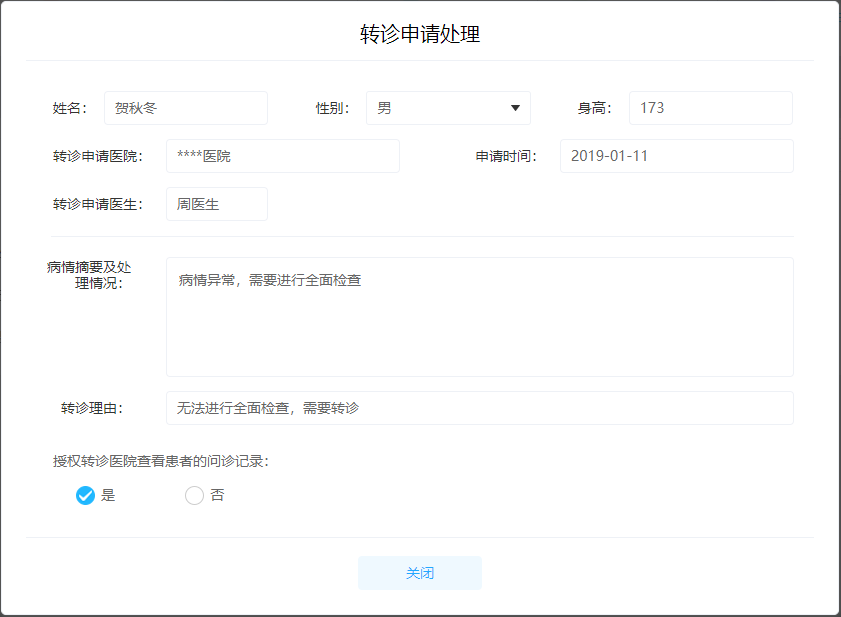 转诊申请处理
姓名： 贺秋冬 性别： 男 身高： 173
转诊申请医院： ****医院 申请时间： 2019-01-11
转诊申请医生： 周医生
病情摘要及处
理情况：
病情异常，需要进行全面检查
转诊理由： 无法进行全面检查，需要转诊
授权转诊医院查看患者的问诊记录：
是 否
关闭